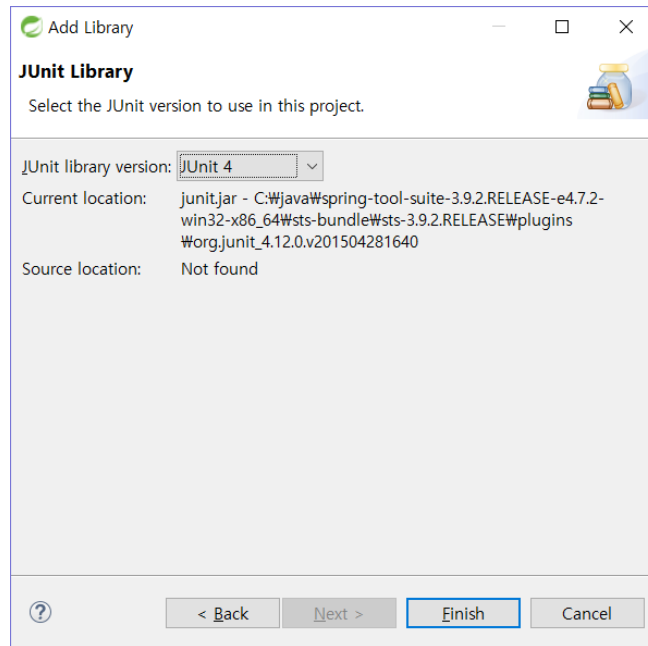 Add Library
JUnit Library
Select the JUnit version to use in this project.
JUnit library version: JUnit 4
Current location: junit.jar - C:₩java₩spring-tool-suite-3.9.2.RELEASE-e4.7.2-
win32-x86_64₩sts-bundle₩sts-3.9.2.RELEASE₩plugins
₩org.junit_4.12.0.v201504281640
Source location: Not found
< Back Next > Finish Cancel